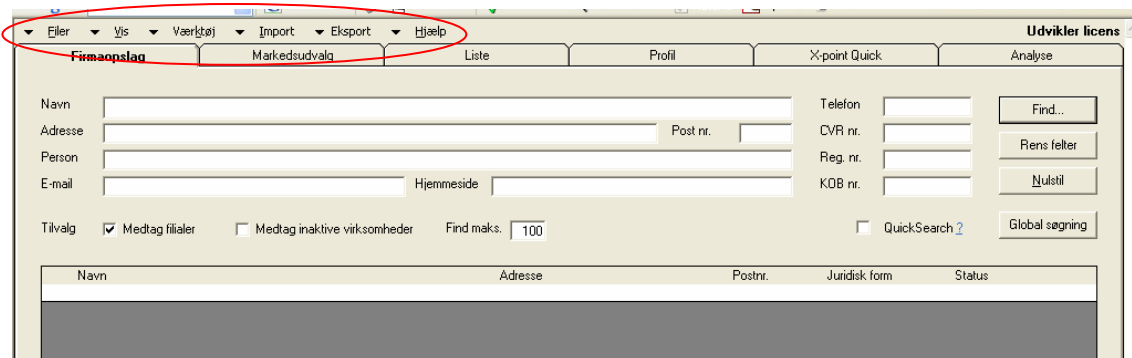 Filer Vis Værktøj Import Eksport Hjælp Udvikler licens
Firmaopslag Markedsudvalg Liste Profil X-point Quick Analyse
Navn Telefon Find...
Adresse Post nr. CVR nr. Rens felter
Person Reg. nr.
E-mail Hjemmeside KOB nr. Nulstil
Tilvalg Medtag filialer Medtag inaktive virksomheder Find maks. 100 QuickSearch ? Global søgning
Navn Adresse Postnr. Juridisk form Status